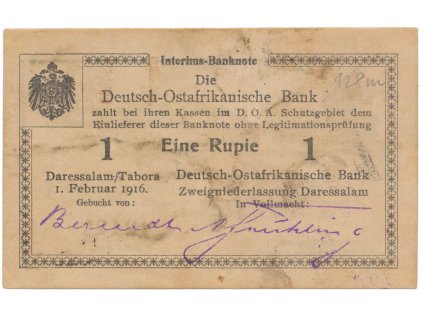 Interims-Banknote
Die
Deutsch-Ostafrikanische Bank
zahlt bei ihren Kassen im D. O. A. Schutzgebiet dem
Einlieferer dieser Banknote ohne Legitimationsprüfung
1 Eine Rupie 1
Daressalam/Tabora
1. Februar 1916.
Gebucht von:
Deutsch-Ostafrikanische Bank
Zweigniederlassung Daressalam
In Vollmacht:
Berendt